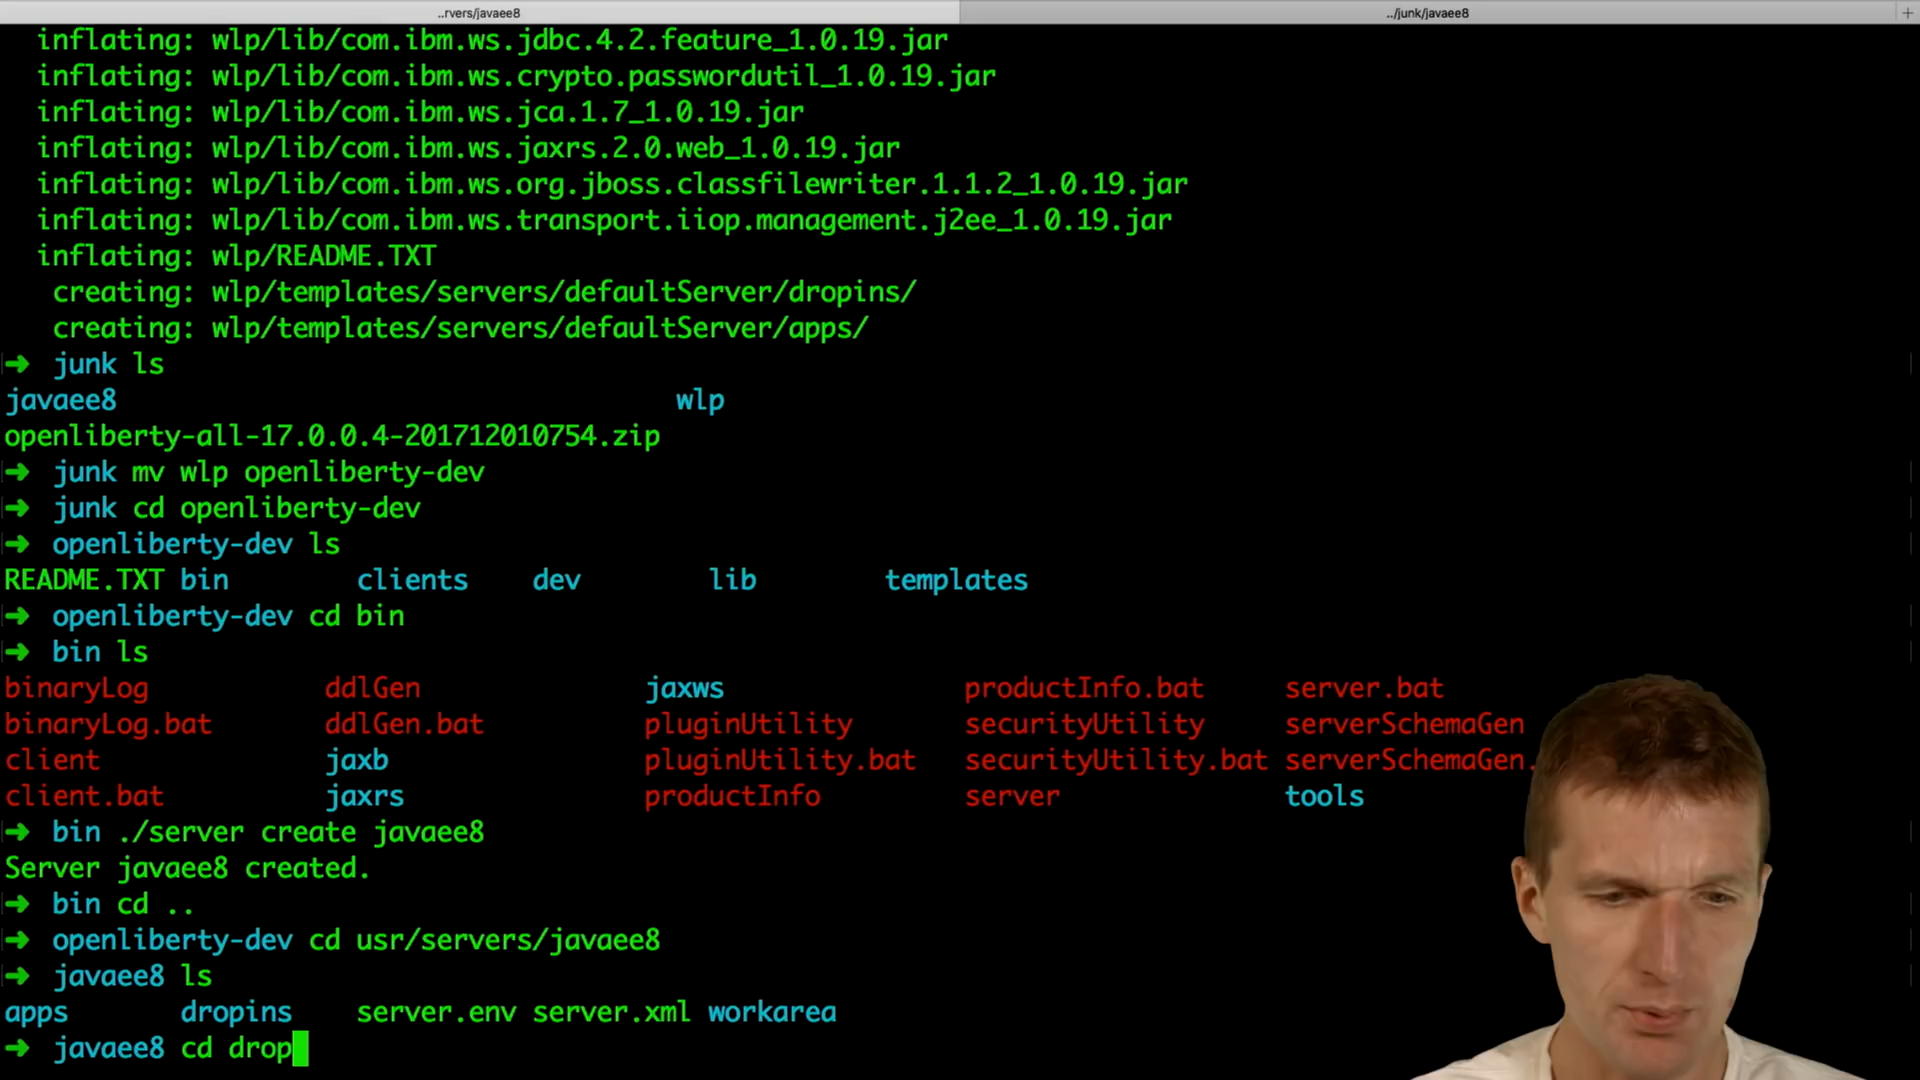 ..rvers/javaee8
../junk/javaee8
+
inflating: wlp/lib/com.ibm.ws.jdbc.4.2.feature_1.0.19.jar
inflating: wlp/lib/com.ibm.ws.crypto.passwordutil_1.0.19.jar
inflating: wlp/lib/com.ibm.ws.jca.1.7_1.0.19.jar
inflating: wlp/lib/com.ibm.ws.jaxrs.2.0.web_1.0.19.jar
inflating: wlp/lib/com.ibm.ws.org.jboss.classfilewriter.1.1.2_1.0.19.jar
inflating: wlp/lib/com.ibm.ws.transport.iiop.management.j2ee_1.0.19.jar
inflating: wlp/README.TXT
creating: wlp/templates/servers/defaultServer/dropins/
creating: wlp/templates/servers/defaultServer/apps/
➜ junk ls
javaee8 wlp
openliberty-all-17.0.0.4-201712010754.zip
➜ junk mv wlp openliberty-dev
➜ junk cd openliberty-dev
➜ openliberty-dev ls
README.TXT bin clients dev lib templates
➜ openliberty-dev cd bin
➜ bin ls
binaryLog ddlGen jaxws productInfo.bat server.bat
binaryLog.bat ddlGen.bat pluginUtility securityUtility serverSchemaGen
client jaxb pluginUtility.bat securityUtility.bat serverSchemaGen.
client.bat jaxrs productInfo server tools
➜ bin ./server create javaee8
Server javaee8 created.
➜ bin cd ..
➜ openliberty-dev cd usr/servers/javaee8
➜ javaee8 ls
apps dropins server.env server.xml workarea
➜ javaee8 cd drop